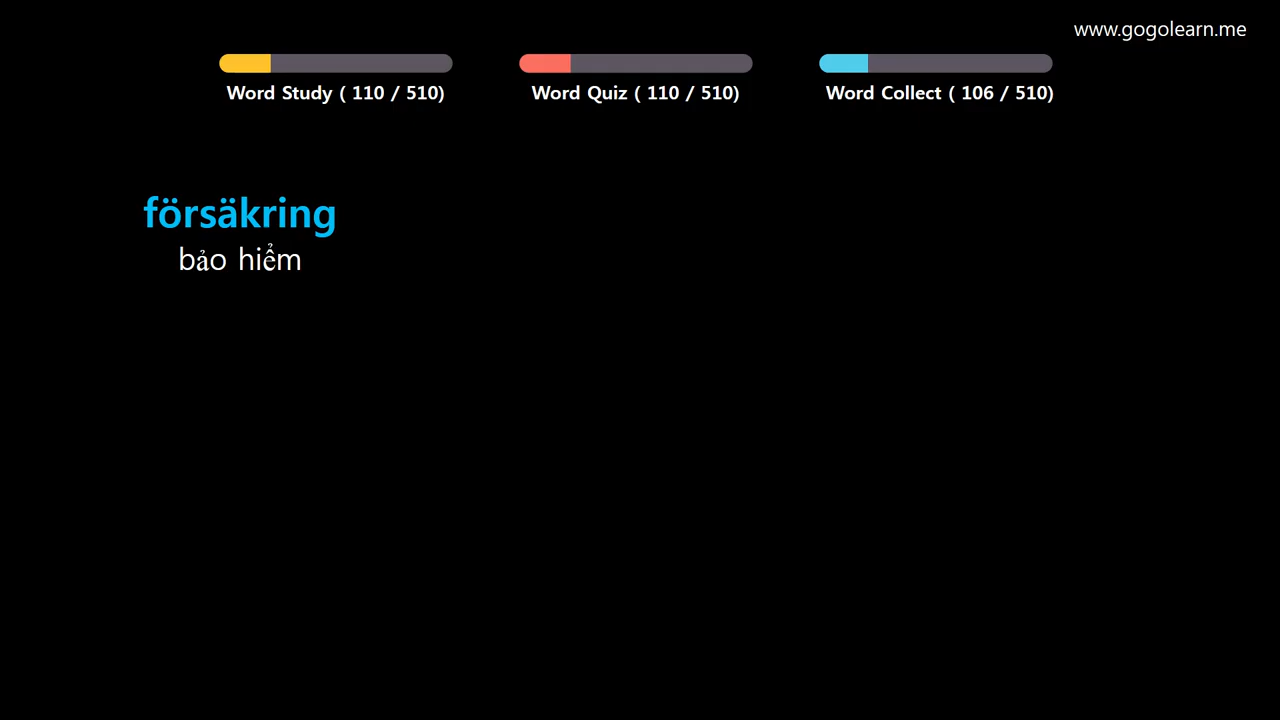 www.gogolearn.me
Word Study ( 110 / 510)
Word Quiz ( 110 / 510)
Word Collect ( 106 / 510)
försäkring
bảo hiểm